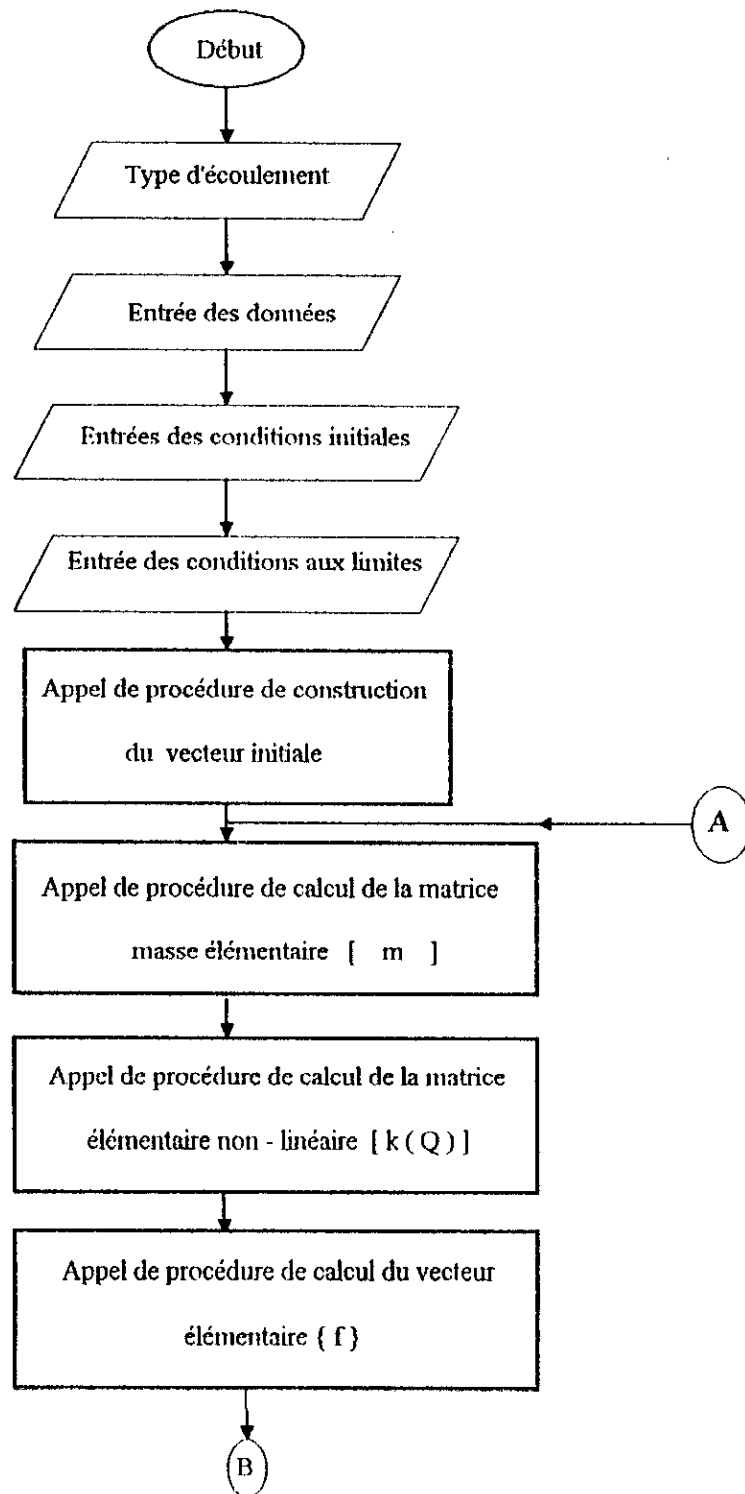 Début
Type d'écoulement
Entrée des données
Entrées des conditions initiales
Entrée des conditions aux limites
Appel de procédure de construction
du vecteur initiale
A
Appel de procédure de calcul de la matrice
masse élémentaire [ m ]
Appel de procédure de calcul de la matrice
élémentaire non - linéaire [ k ( Q ) ]
Appel de procédure de calcul du vecteur
élémentaire { f }
B